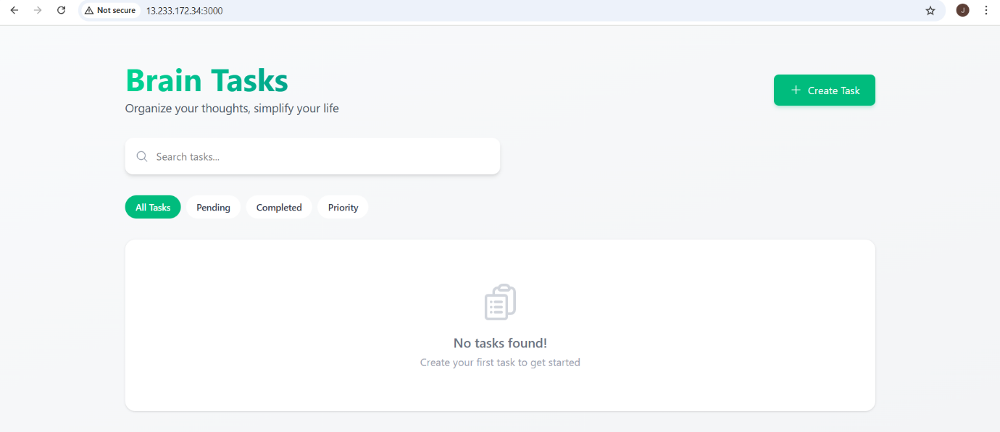 Not secure 13.233.172.34:3000
J
Brain Tasks
Organize your thoughts, simplify your life
Create Task
Search tasks...
All Tasks Pending Completed Priority
No tasks found!
Create your first task to get started